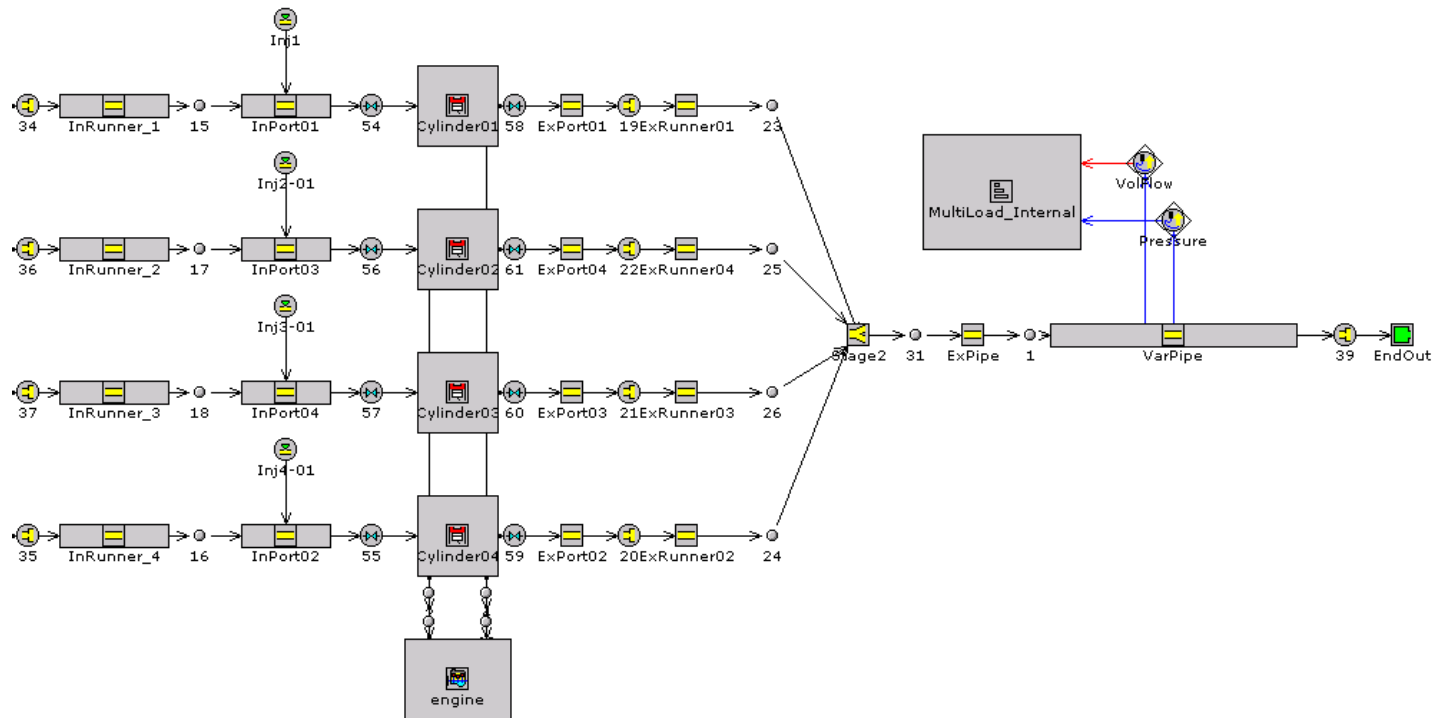 Inj1
34
InRunner_1
15
InPort01
54
Cylinder01
58
ExPort01
19
ExRunner01
23
Inj2-01
36
InRunner_2
17
InPort03
56
Cylinder02
61
ExPort04
22
ExRunner04
25
Inj3-01
37
InRunner_3
18
InPort04
57
Cylinder03
60
ExPort03
21
ExRunner03
26
Inj4-01
35
InRunner_4
16
InPort02
55
Cylinder04
59
ExPort02
20
ExRunner02
24
engine
MultiLoad_Internal
VolFlow
Pressure
Stage2
31
ExPipe
1
VarPipe
39
EndOut